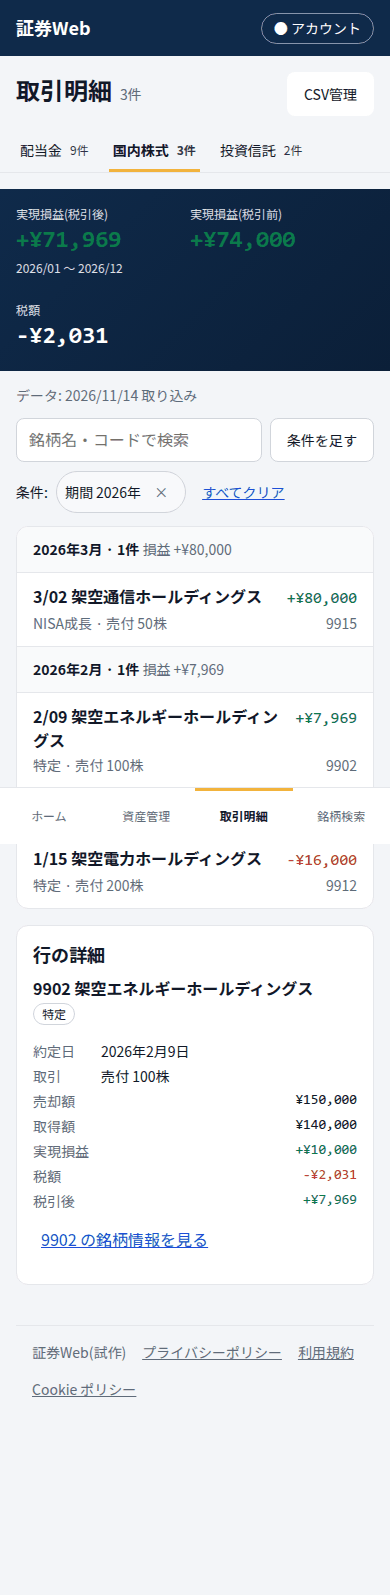 証券Web
アカウント
取引明細 3件
CSV管理
配当金 9件 国内株式 3件 投資信託 2件
実現損益(税引後) 実現損益(税引前)
+¥71,969 +¥74,000
2026/01 〜 2026/12
税額
-¥2,031
データ: 2026/11/14 取り込み
銘柄名・コードで検索 条件を足す
条件: 期間 2026年 × すべてクリア
2026年3月・1件 損益 +¥80,000
3/02 架空通信ホールディングス +¥80,000
NISA成長・売付 50株 9915
2026年2月・1件 損益 +¥7,969
2/09 架空エネルギーホールディン +¥7,969
グス
特定・売付 100株 9902
ホーム 資産管理 取引明細 銘柄検索
1/15 架空電力ホールディングス -¥16,000
特定・売付 200株 9912
行の詳細
9902 架空エネルギーホールディングス
特定
約定日 2026年2月9日
取引 売付 100株
売却額 ¥150,000
取得額 ¥140,000
実現損益 +¥10,000
税額 -¥2,031
税引後 +¥7,969
9902 の銘柄情報を見る
証券Web(試作) プライバシーポリシー 利用規約
Cookie ポリシー